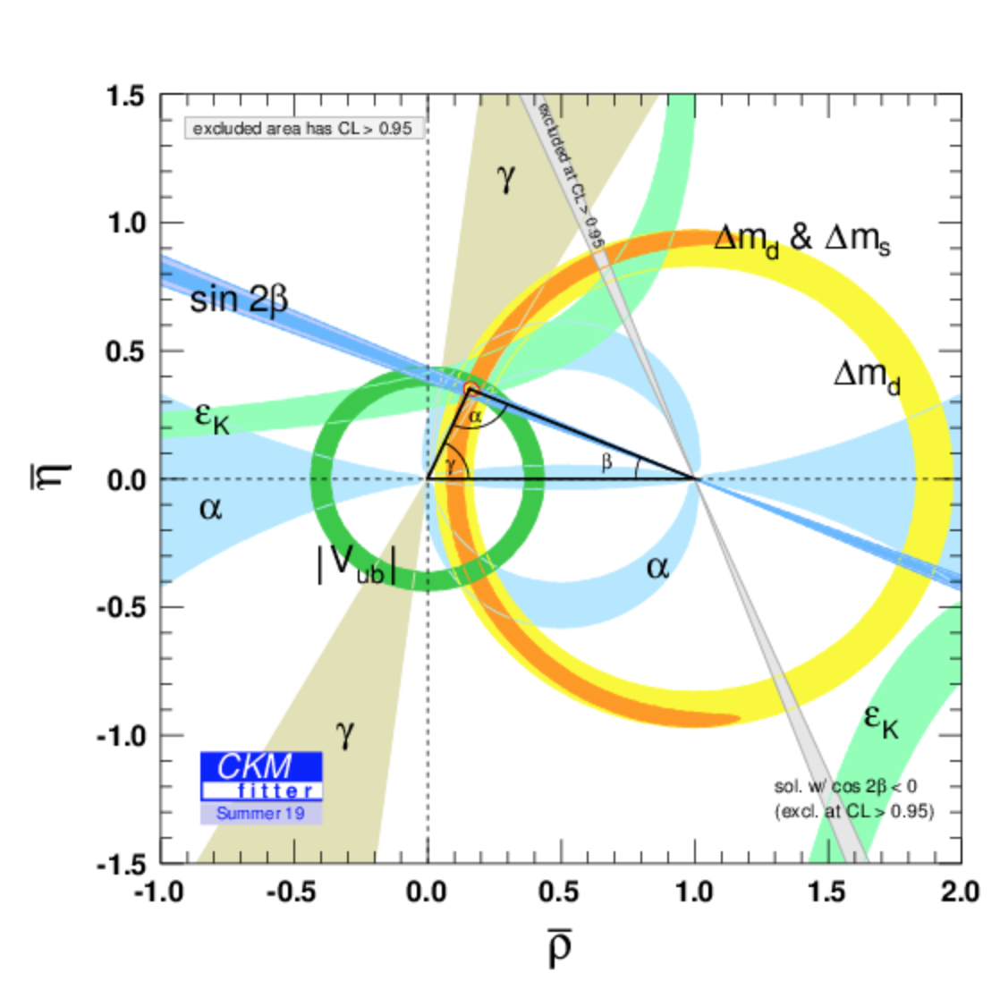 1.5
excluded area has CL > 0.95
excluded at CL > 0.95
γ
1.0
Δm_d & Δm_s
sin 2β
0.5
Δm_d
ε_K
α
β
γ
0.0
η̅
α
|V_ub|
α
-0.5
ε_K
γ
-1.0
CKM
fitter
Summer 19
sol. w/ cos 2β < 0
(excl. at CL > 0.95)
-1.5
-1.0 -0.5 0.0 0.5 1.0 1.5 2.0
ρ̅